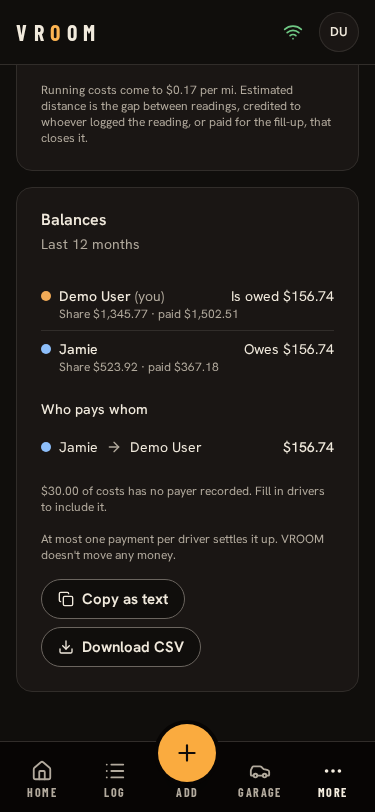 VROOM
DU
Running costs come to $0.17 per mi. Estimated
distance is the gap between readings, credited to
whoever logged the reading, or paid for the fill-up, that
closes it.
Balances
Last 12 months
Demo User (you) Is owed $156.74
Share $1,345.77 · paid $1,502.51
Jamie Owes $156.74
Share $523.92 · paid $367.18
Who pays whom
Jamie → Demo User $156.74
$30.00 of costs has no payer recorded. Fill in drivers
to include it.
At most one payment per driver settles it up. VROOM
doesn't move any money.
Copy as text
Download CSV
HOME LOG ADD GARAGE MORE